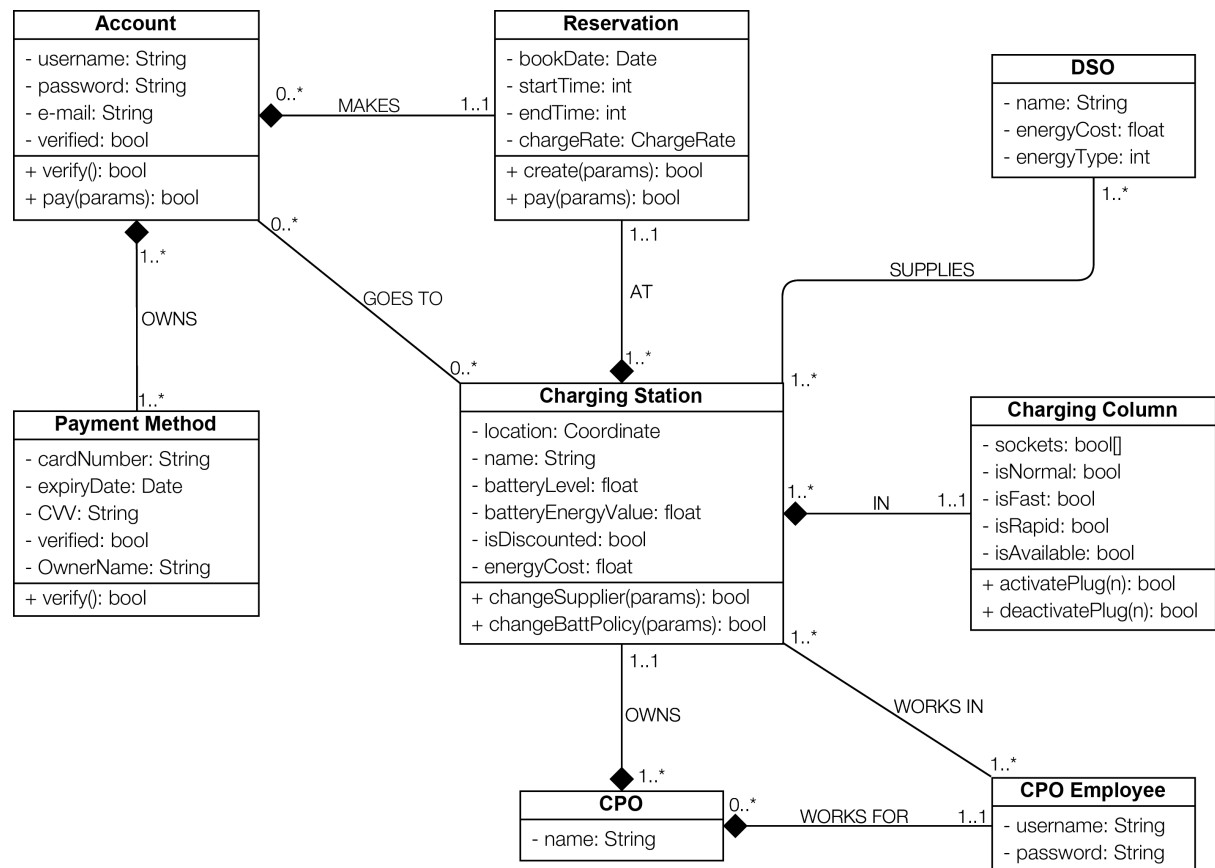 Account
- username: String
- password: String
- e-mail: String
- verified: bool
+ verify(): bool
+ pay(params): bool
0..*
MAKES
1..1
Reservation
- bookDate: Date
- startTime: int
- endTime: int
- chargeRate: ChargeRate
+ create(params): bool
+ pay(params): bool
DSO
- name: String
- energyCost: float
- energyType: int
1..*
OWNS
1..*
0..*
GOES TO
0..*
1..1
AT
1..*
1..*
SUPPLIES
1..*
Payment Method
- cardNumber: String
- expiryDate: Date
- CVV: String
- verified: bool
- OwnerName: String
+ verify(): bool
Charging Station
- location: Coordinate
- name: String
- batteryLevel: float
- batteryEnergyValue: float
- isDiscounted: bool
- energyCost: float
+ changeSupplier(params): bool
+ changeBattPolicy(params): bool
1..*
IN
1..1
Charging Column
- sockets: bool[]
- isNormal: bool
- isFast: bool
- isRapid: bool
- isAvailable: bool
+ activatePlug(n): bool
+ deactivatePlug(n): bool
1..1
OWNS
1..*
1..*
WORKS IN
1..*
CPO
- name: String
0..*
WORKS FOR
1..1
CPO Employee
- username: String
- password: String